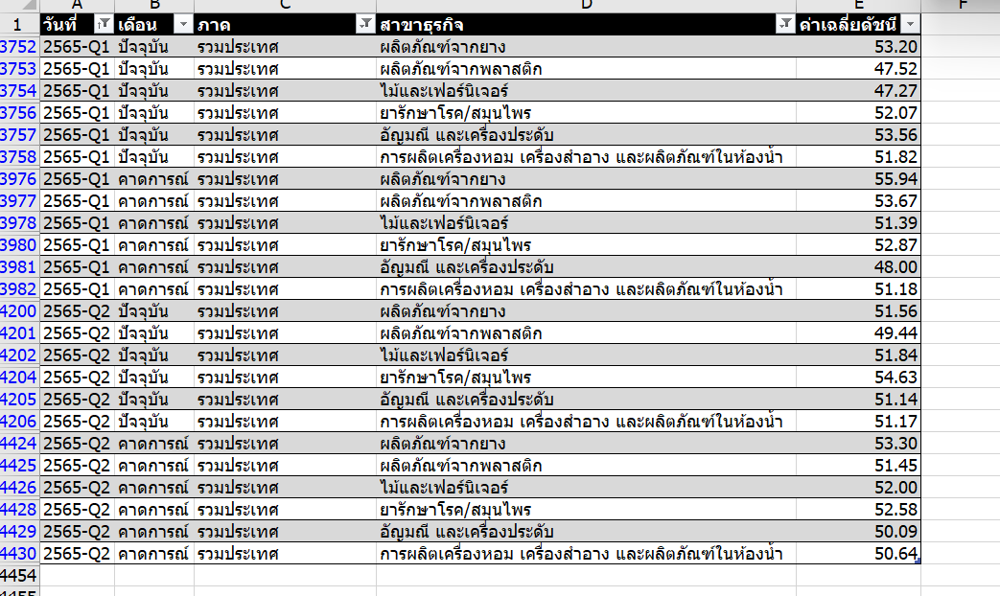 A B C D E F
1 วันที่ เดือน ภาค สาขาธุรกิจ ค่าเฉลี่ยดัชนี
3752 2565-Q1 ปัจจุบัน รวมประเทศ ผลิตภัณฑ์จากยาง 53.20
3753 2565-Q1 ปัจจุบัน รวมประเทศ ผลิตภัณฑ์จากพลาสติก 47.52
3754 2565-Q1 ปัจจุบัน รวมประเทศ ไม้และเฟอร์นิเจอร์ 47.27
3756 2565-Q1 ปัจจุบัน รวมประเทศ ยารักษาโรค/สมุนไพร 52.07
3757 2565-Q1 ปัจจุบัน รวมประเทศ อัญมณี และเครื่องประดับ 53.56
3758 2565-Q1 ปัจจุบัน รวมประเทศ การผลิตเครื่องหอม เครื่องสำอาง และผลิตภัณฑ์ในห้องน้ำ 51.82
3976 2565-Q1 คาดการณ์ รวมประเทศ ผลิตภัณฑ์จากยาง 55.94
3977 2565-Q1 คาดการณ์ รวมประเทศ ผลิตภัณฑ์จากพลาสติก 53.67
3978 2565-Q1 คาดการณ์ รวมประเทศ ไม้และเฟอร์นิเจอร์ 51.39
3980 2565-Q1 คาดการณ์ รวมประเทศ ยารักษาโรค/สมุนไพร 52.87
3981 2565-Q1 คาดการณ์ รวมประเทศ อัญมณี และเครื่องประดับ 48.00
3982 2565-Q1 คาดการณ์ รวมประเทศ การผลิตเครื่องหอม เครื่องสำอาง และผลิตภัณฑ์ในห้องน้ำ 51.18
4200 2565-Q2 ปัจจุบัน รวมประเทศ ผลิตภัณฑ์จากยาง 51.56
4201 2565-Q2 ปัจจุบัน รวมประเทศ ผลิตภัณฑ์จากพลาสติก 49.44
4202 2565-Q2 ปัจจุบัน รวมประเทศ ไม้และเฟอร์นิเจอร์ 51.84
4204 2565-Q2 ปัจจุบัน รวมประเทศ ยารักษาโรค/สมุนไพร 54.63
4205 2565-Q2 ปัจจุบัน รวมประเทศ อัญมณี และเครื่องประดับ 51.14
4206 2565-Q2 ปัจจุบัน รวมประเทศ การผลิตเครื่องหอม เครื่องสำอาง และผลิตภัณฑ์ในห้องน้ำ 51.17
4424 2565-Q2 คาดการณ์ รวมประเทศ ผลิตภัณฑ์จากยาง 53.30
4425 2565-Q2 คาดการณ์ รวมประเทศ ผลิตภัณฑ์จากพลาสติก 51.45
4426 2565-Q2 คาดการณ์ รวมประเทศ ไม้และเฟอร์นิเจอร์ 52.00
4428 2565-Q2 คาดการณ์ รวมประเทศ ยารักษาโรค/สมุนไพร 52.58
4429 2565-Q2 คาดการณ์ รวมประเทศ อัญมณี และเครื่องประดับ 50.09
4430 2565-Q2 คาดการณ์ รวมประเทศ การผลิตเครื่องหอม เครื่องสำอาง และผลิตภัณฑ์ในห้องน้ำ 50.64
4454